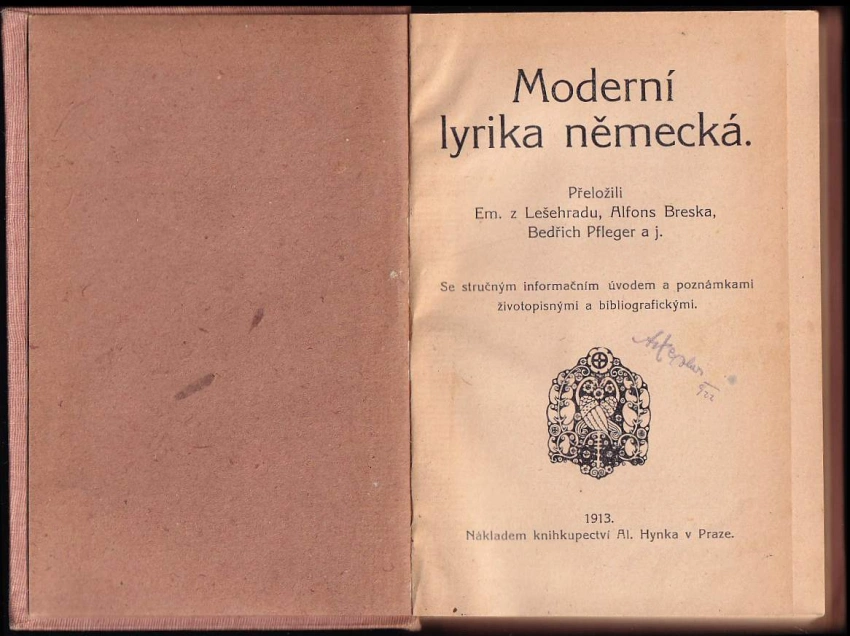 Moderní
lyrika německá.
Přeložili
Em. z Lešehradu, Alfons Breska,
Bedřich Pfleger a j.
Se stručným informačním úvodem a poznámkami
životopisnými a bibliografickými.
1913.
Nákladem knihkupectví Al. Hynka v Praze.